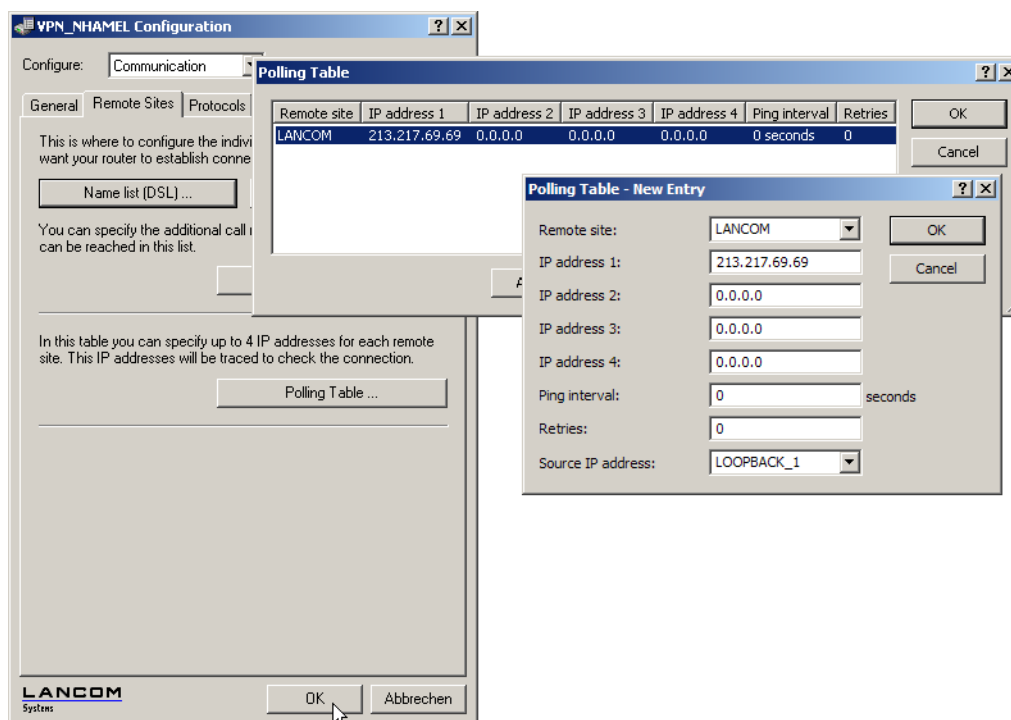 VPN_NHAMEL Configuration
Configure: Communication
General Remote Sites Protocols
This is where to configure the indivi
want your router to establish conne
Name list (DSL) ...
You can specify the additional call
can be reached in this list.
In this table you can specify up to 4 IP addresses for each remote
site. This IP addresses will be traced to check the connection.
Polling Table ...
LANCOM
Systems
OK Abbrechen
Polling Table
Remote site IP address 1 IP address 2 IP address 3 IP address 4 Ping interval Retries
LANCOM 213.217.69.69 0.0.0.0 0.0.0.0 0.0.0.0 0 seconds 0
OK
Cancel
Polling Table - New Entry
Remote site: LANCOM
IP address 1: 213.217.69.69
IP address 2: 0.0.0.0
IP address 3: 0.0.0.0
IP address 4: 0.0.0.0
Ping interval: 0 seconds
Retries: 0
Source IP address: LOOPBACK_1
OK
Cancel